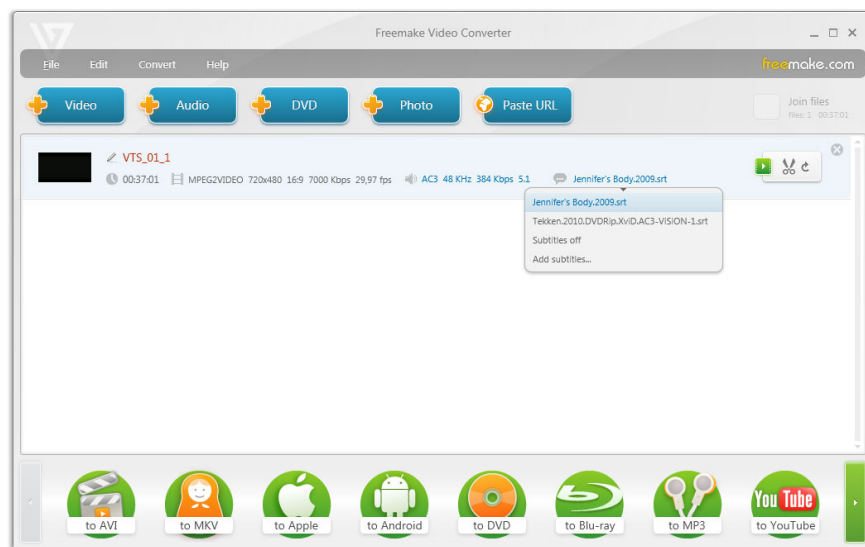 Freemake Video Converter
File Edit Convert Help
freemake.com
Video Audio DVD Photo Paste URL
Join files
Files: 1 00:37:01
VTS_01_1
00:37:01 MPEG2VIDEO 720x480 16:9 7000 Kbps 29,97 fps AC3 48 KHz 384 Kbps 5.1 Jennifer's Body.2009.srt
Jennifer's Body.2009.srt
Tekken.2010.DVDRip.XviD.AC3-ViSiON-1.srt
Subtitles off
Add subtitles...
to AVI to MKV to Apple to Android to DVD to Blu-ray to MP3 You Tube to YouTube